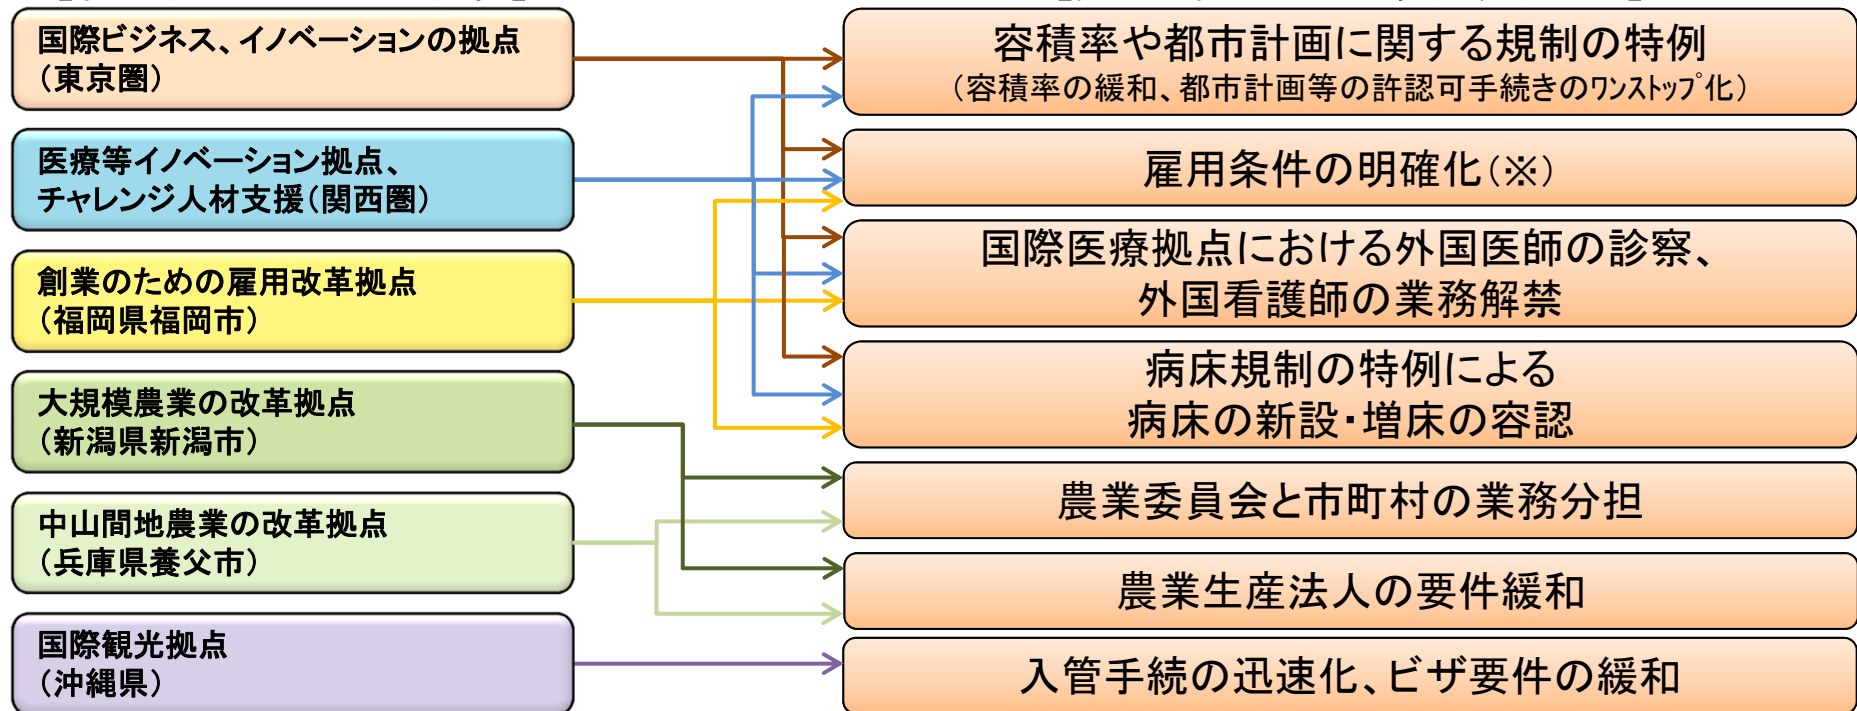 国際ビジネス、イノベーションの拠点
（東京圏）
医療等イノベーション拠点、
チャレンジ人材支援（関西圏）
創業のための雇用改革拠点
（福岡県福岡市）
大規模農業の改革拠点
（新潟県新潟市）
中山間地農業の改革拠点
（兵庫県養父市）
国際観光拠点
（沖縄県）
容積率や都市計画に関する規制の特例
（容積率の緩和、都市計画等の許認可手続きのﾜﾝｽﾄｯﾌﾟ化）
雇用条件の明確化（※）
国際医療拠点における外国医師の診察、
外国看護師の業務解禁
病床規制の特例による
病床の新設・増床の容認
農業委員会と市町村の業務分担
農業生産法人の要件緩和
入管手続の迅速化、ビザ要件の緩和